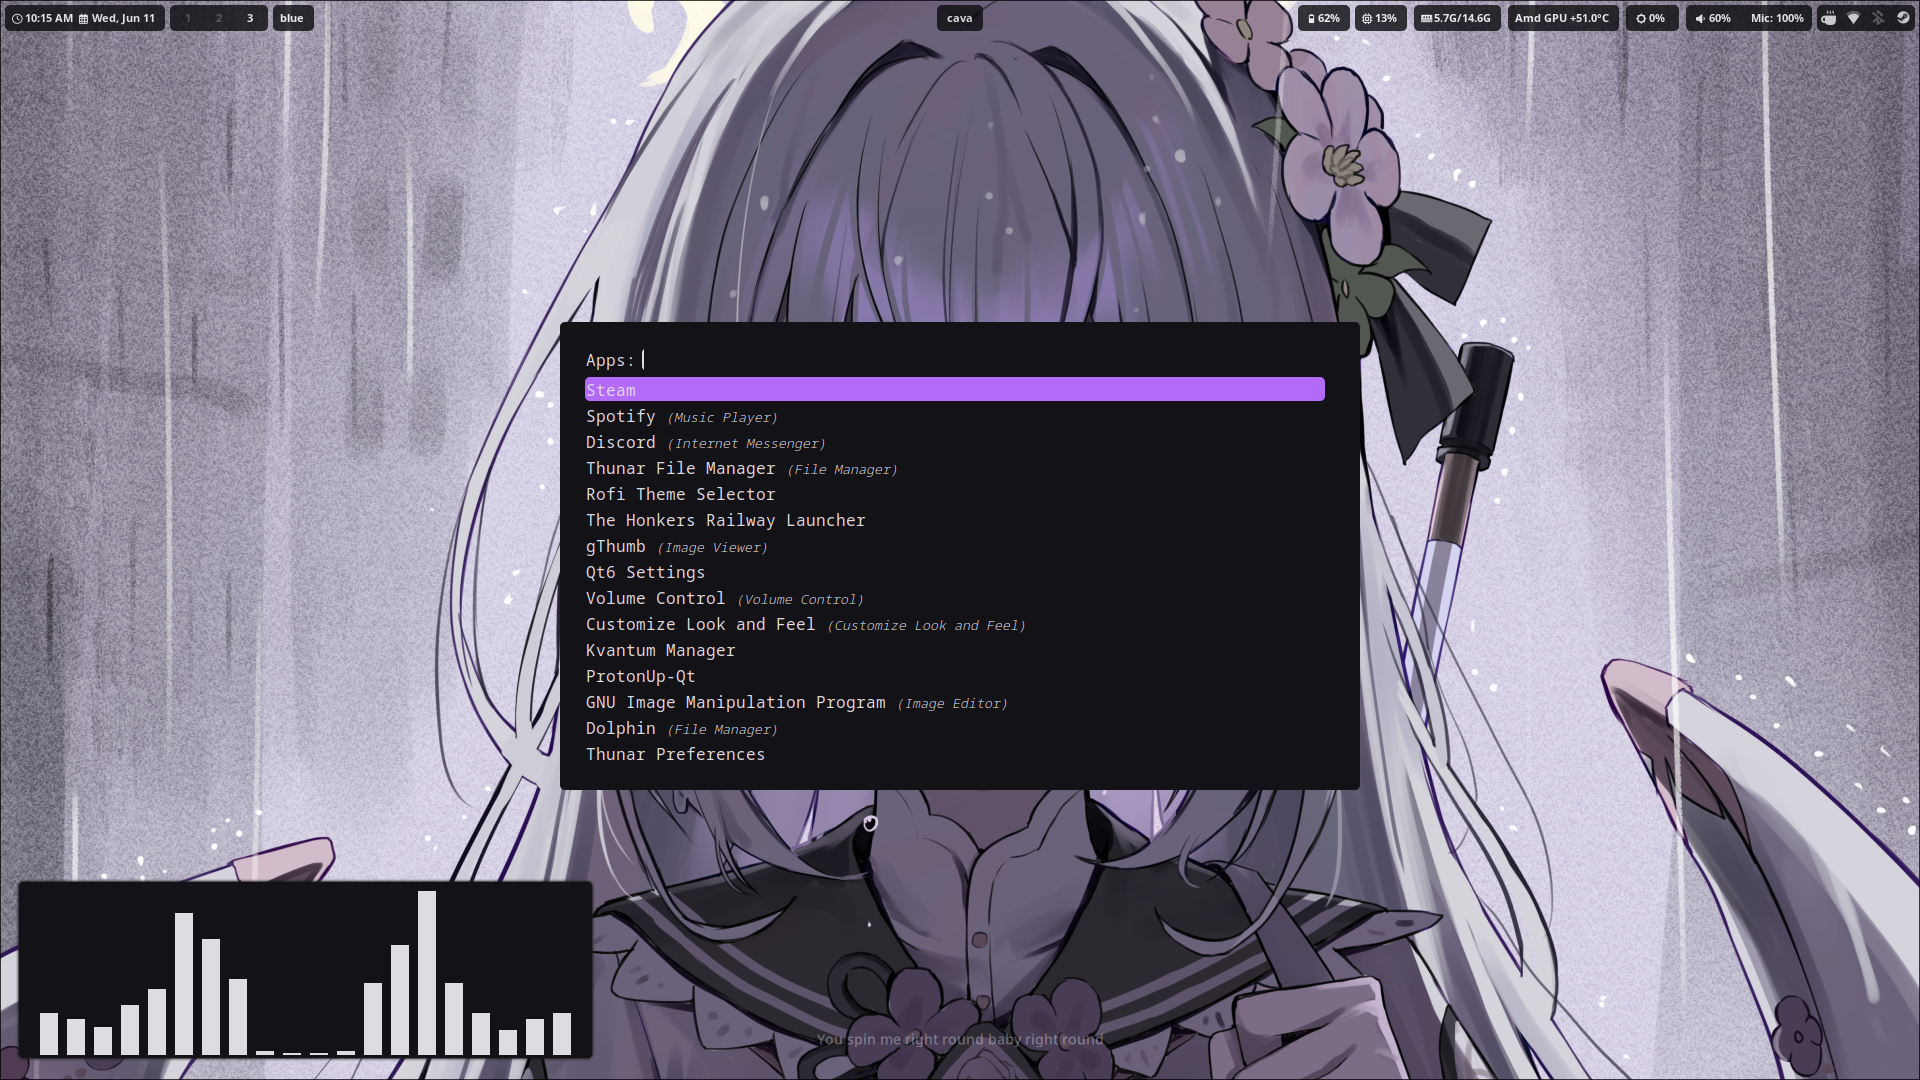 10:15 AM Wed, Jun 11
1 2 3
blue
cava
62%
13%
5.7G/14.6G
Amd GPU +51.0°C
0%
60% Mic: 100%
Apps:
Steam
Spotify (Music Player)
Discord (Internet Messenger)
Thunar File Manager (File Manager)
Rofi Theme Selector
The Honkers Railway Launcher
gThumb (Image Viewer)
Qt6 Settings
Volume Control (Volume Control)
Customize Look and Feel (Customize Look and Feel)
Kvantum Manager
ProtonUp-Qt
GNU Image Manipulation Program (Image Editor)
Dolphin (File Manager)
Thunar Preferences
You spin me right round baby right round